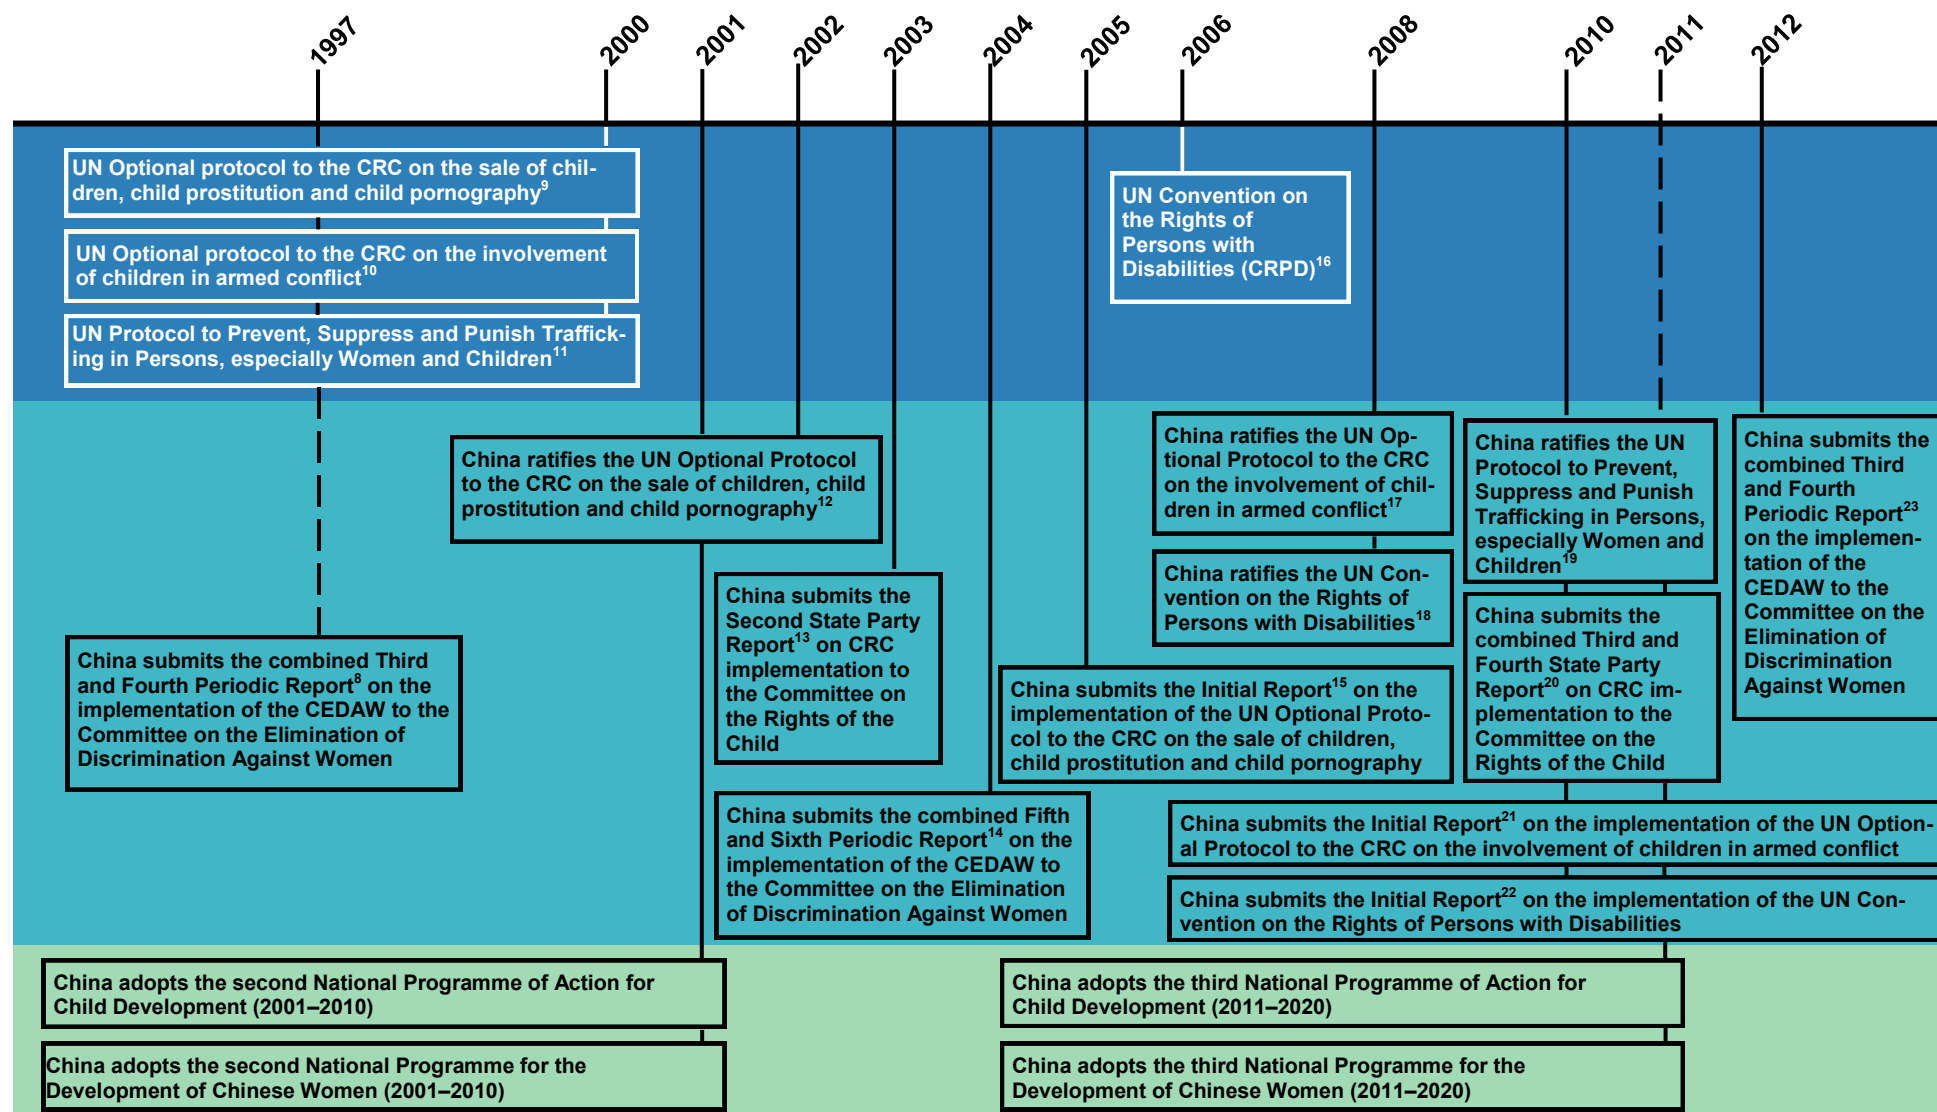 1997
2000
2001
2002
2003
2004
2005
2006
2008
2010
2011
2012
UN Optional protocol to the CRC on the sale of chil-
dren, child prostitution and child pornography9
UN Optional protocol to the CRC on the involvement
of children in armed conflict10
UN Protocol to Prevent, Suppress and Punish Traffick-
ing in Persons, especially Women and Children11
UN Convention on
the Rights of
Persons with
Disabilities (CRPD)16
China submits the combined Third
and Fourth Periodic Report8 on the
implementation of the CEDAW to the
Committee on the Elimination of
Discrimination Against Women
China ratifies the UN Optional Protocol
to the CRC on the sale of children, child
prostitution and child pornography12
China submits the
Second State Party
Report13 on CRC
implementation to
the Committee on
the Rights of the
Child
China submits the combined Fifth
and Sixth Periodic Report14 on the
implementation of the CEDAW to
the Committee on the Elimination
of Discrimination Against Women
China submits the Initial Report15 on the
implementation of the UN Optional Proto-
col to the CRC on the sale of children,
child prostitution and child pornography
China ratifies the UN Op-
tional Protocol to the CRC
on the involvement of chil-
dren in armed conflict17
China ratifies the UN Con-
vention on the Rights of
Persons with Disabilities18
China ratifies the UN
Protocol to Prevent,
Suppress and Punish
Trafficking in Persons,
especially Women and
Children19
China submits the
combined Third and
Fourth State Party
Report20 on CRC im-
plementation to the
Committee on the
Rights of the Child
China submits the Initial Report21 on the implementation of the UN Option-
al Protocol to the CRC on the involvement of children in armed conflict
China submits the Initial Report22 on the implementation of the UN Con-
vention on the Rights of Persons with Disabilities
China submits the
combined Third
and Fourth
Periodic Report23
on the implemen-
tation of the
CEDAW to the
Committee on the
Elimination of
Discrimination
Against Women
China adopts the second National Programme of Action for
Child Development (2001–2010)
China adopts the second National Programme for the
Development of Chinese Women (2001–2010)
China adopts the third National Programme of Action for
Child Development (2011–2020)
China adopts the third National Programme for the
Development of Chinese Women (2011–2020)